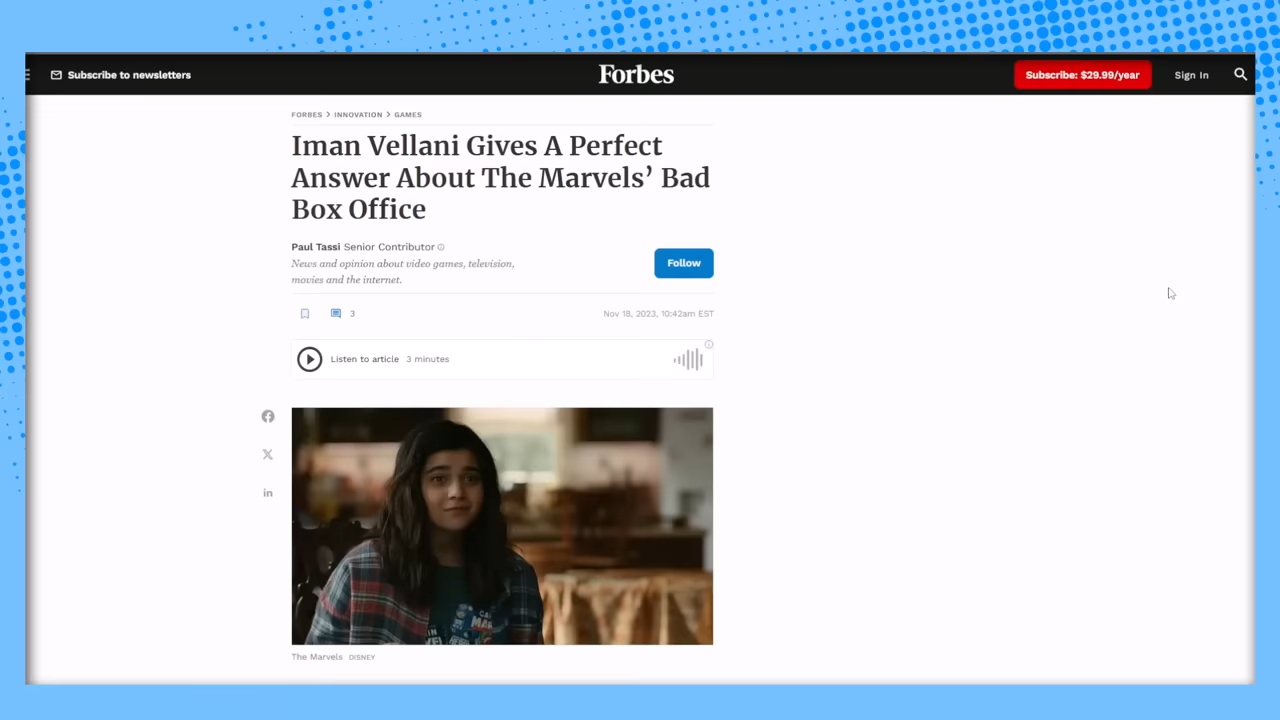 Subscribe to newsletters
Forbes
Subscribe: $29.99/year
Sign In
FORBES > INNOVATION > GAMES
Iman Vellani Gives A Perfect
Answer About The Marvels’ Bad
Box Office
Paul Tassi Senior Contributor
News and opinion about video games, television,
movies and the internet.
Follow
3
Nov 18, 2023, 10:42am EST
Listen to article 3 minutes
The Marvels DISNEY